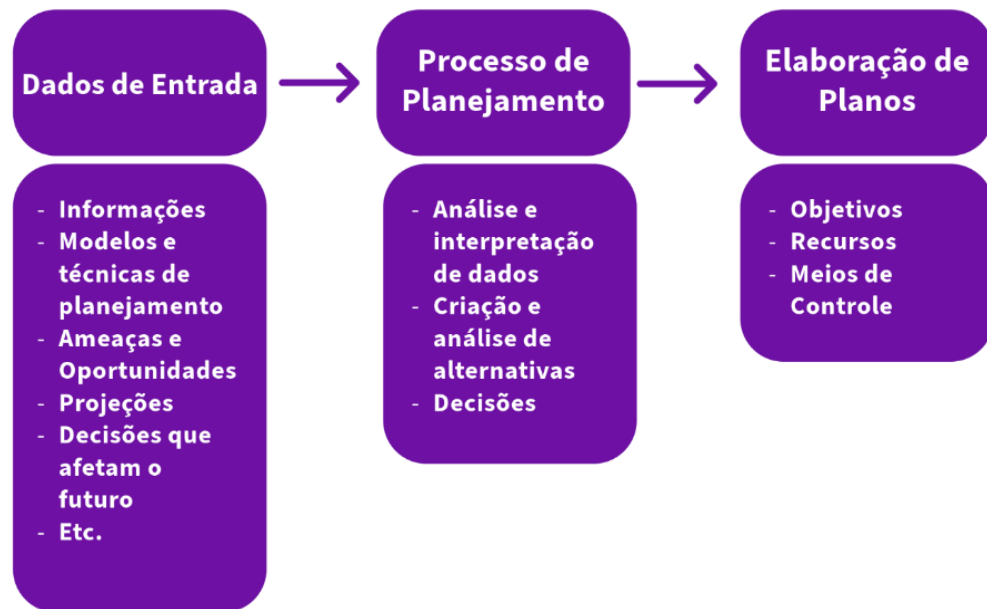 Dados de Entrada
Processo de
Planejamento
Elaboração de
Planos
- Informações
- Modelos e
técnicas de
planejamento
- Ameaças e
Oportunidades
- Projeções
- Decisões que
afetam o
futuro
- Etc.
- Análise e
interpretação
de dados
- Criação e
análise de
alternativas
- Decisões
- Objetivos
- Recursos
- Meios de
Controle